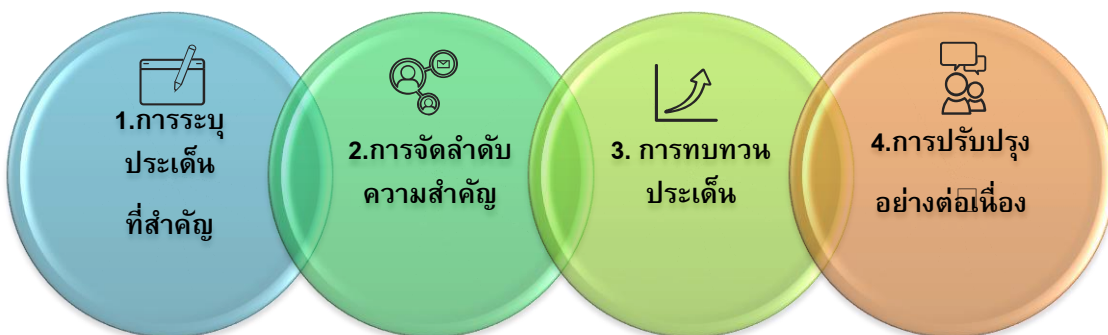 1.การระบุ
ประเด็น
ที่สำคัญ
2.การจัดลำดับ
ความสำคัญ
3. การทบทวน
ประเด็น
4.การปรับปรุง
อย่างต่อเนื่อง